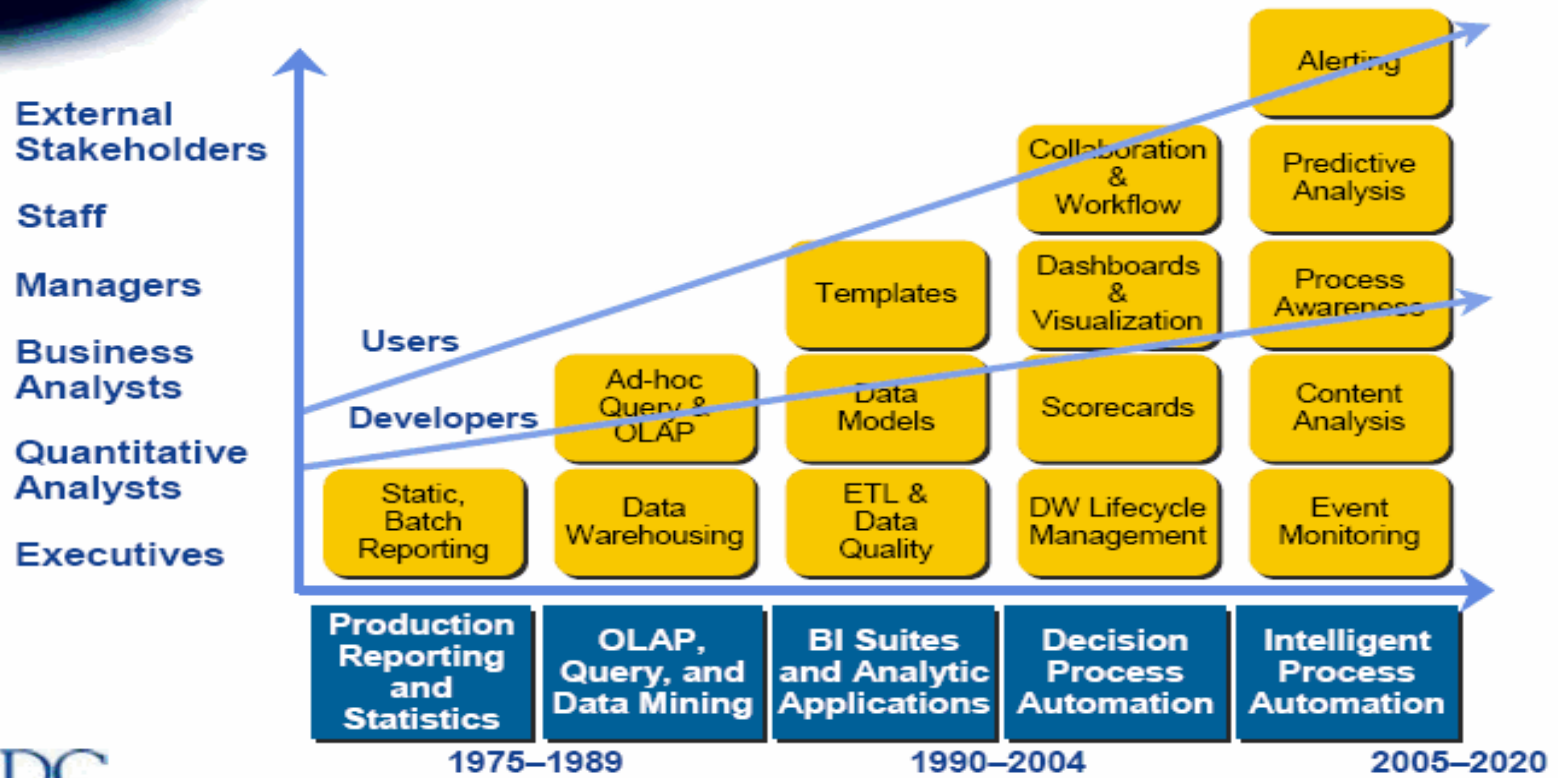 External
Stakeholders
Staff
Managers
Business
Analysts
Quantitative
Analysts
Executives
Users
Developers
Static,
Batch
Reporting
Ad-hoc
Query &
OLAP
Data
Warehousing
Templates
Data
Models
ETL &
Data
Quality
Collaboration
&
Workflow
Dashboards
&
Visualization
Scorecards
DW Lifecycle
Management
Alerting
Predictive
Analysis
Process
Awareness
Content
Analysis
Event
Monitoring
Production
Reporting
and
Statistics
OLAP,
Query, and
Data Mining
BI Suites
and Analytic
Applications
Decision
Process
Automation
Intelligent
Process
Automation
1975–1989
1990–2004
2005–2020